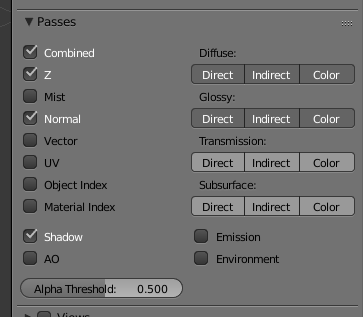 Passes
Combined
Z
Mist
Normal
Vector
UV
Object Index
Material Index
Shadow
AO
Alpha Threshold: 0.500
Diffuse:
Direct Indirect Color
Glossy:
Direct Indirect Color
Transmission:
Direct Indirect Color
Subsurface:
Direct Indirect Color
Emission
Environment
Views